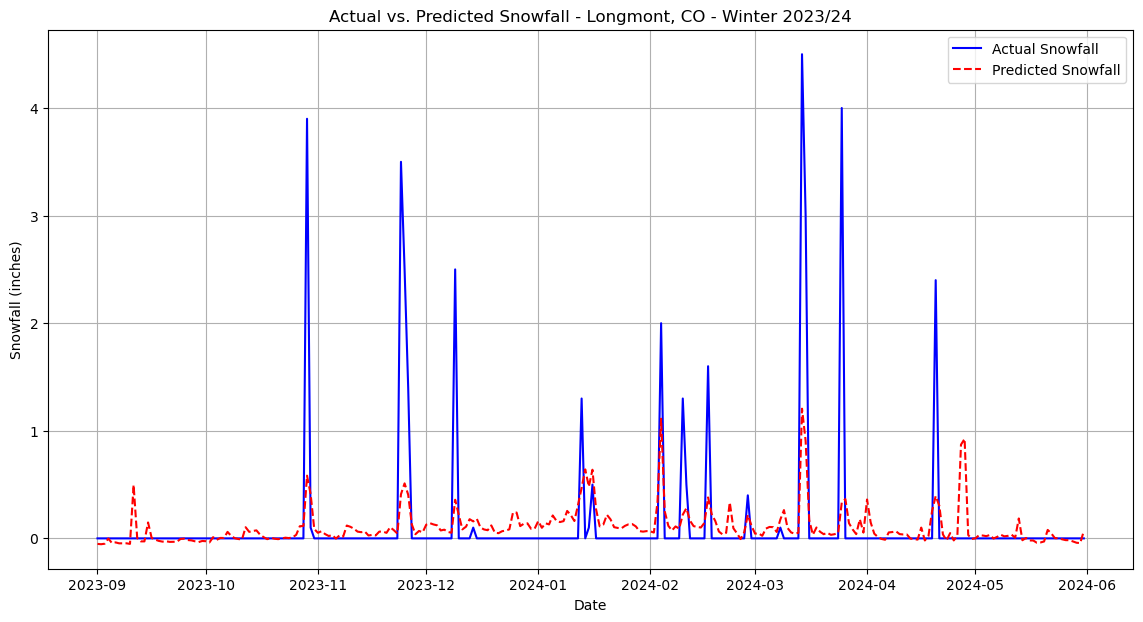 Actual vs. Predicted Snowfall - Longmont, CO - Winter 2023/24
Actual Snowfall
Predicted Snowfall
Snowfall (inches)
4
3
2
1
0
2023-09 2023-10 2023-11 2023-12 2024-01 2024-02 2024-03 2024-04 2024-05 2024-06
Date